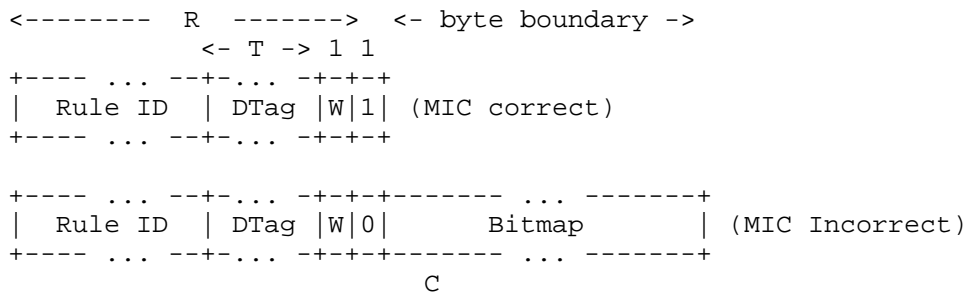 <-------- R -------> <- byte boundary ->
<- T -> 1 1
+---- ... --+-... -+-+-+
| Rule ID | DTag |W|1| (MIC correct)
+---- ... --+-... -+-+-+
+---- ... --+-... -+-+-+------- ... -------+
| Rule ID | DTag |W|0| Bitmap | (MIC Incorrect)
+---- ... --+-... -+-+-+------- ... -------+
C